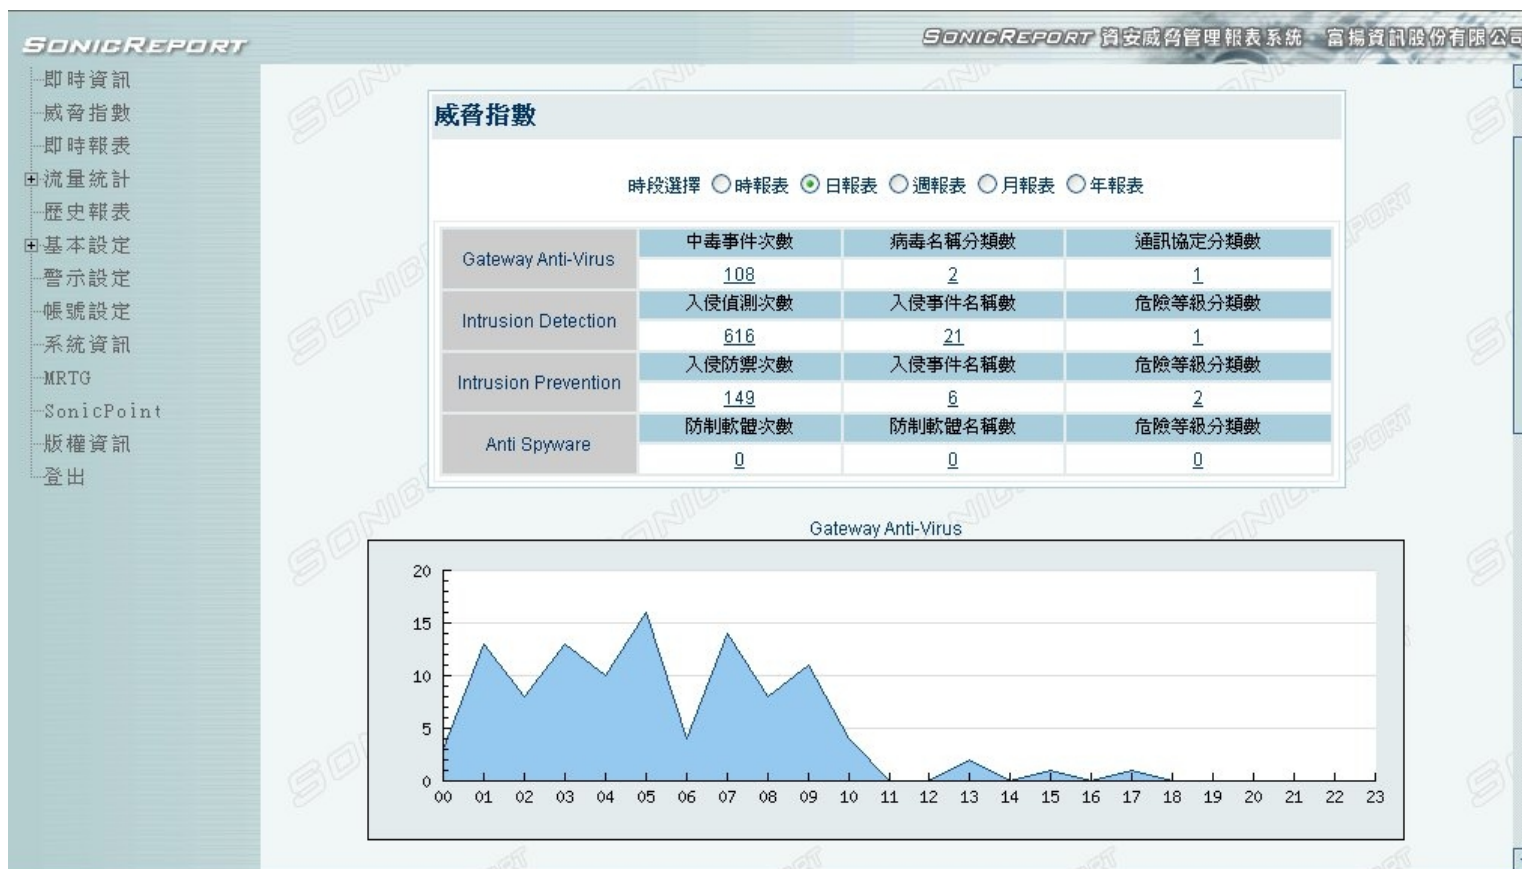 SONICREPORT
SONICREPORT 資安威脅管理報表系統 - 富揚資訊股份有限公司
即時資訊
威脅指數
即時報表
流量統計
歷史報表
基本設定
警示設定
帳號設定
系統資訊
MRTG
SonicPoint
版權資訊
登出
威脅指數
時段選擇 時報表 日報表 週報表 月報表 年報表
Gateway Anti-Virus
中毒事件次數 病毒名稱分類數 通訊協定分類數
108 2 1
Intrusion Detection
入侵偵測次數 入侵事件名稱數 危險等級分類數
616 21 1
Intrusion Prevention
入侵防禦次數 入侵事件名稱數 危險等級分類數
149 6 2
Anti Spyware
防制軟體次數 防制軟體名稱數 危險等級分類數
0 0 0
Gateway Anti-Virus
20
15
10
5
0
00 01 02 03 04 05 06 07 08 09 10 11 12 13 14 15 16 17 18 19 20 21 22 23